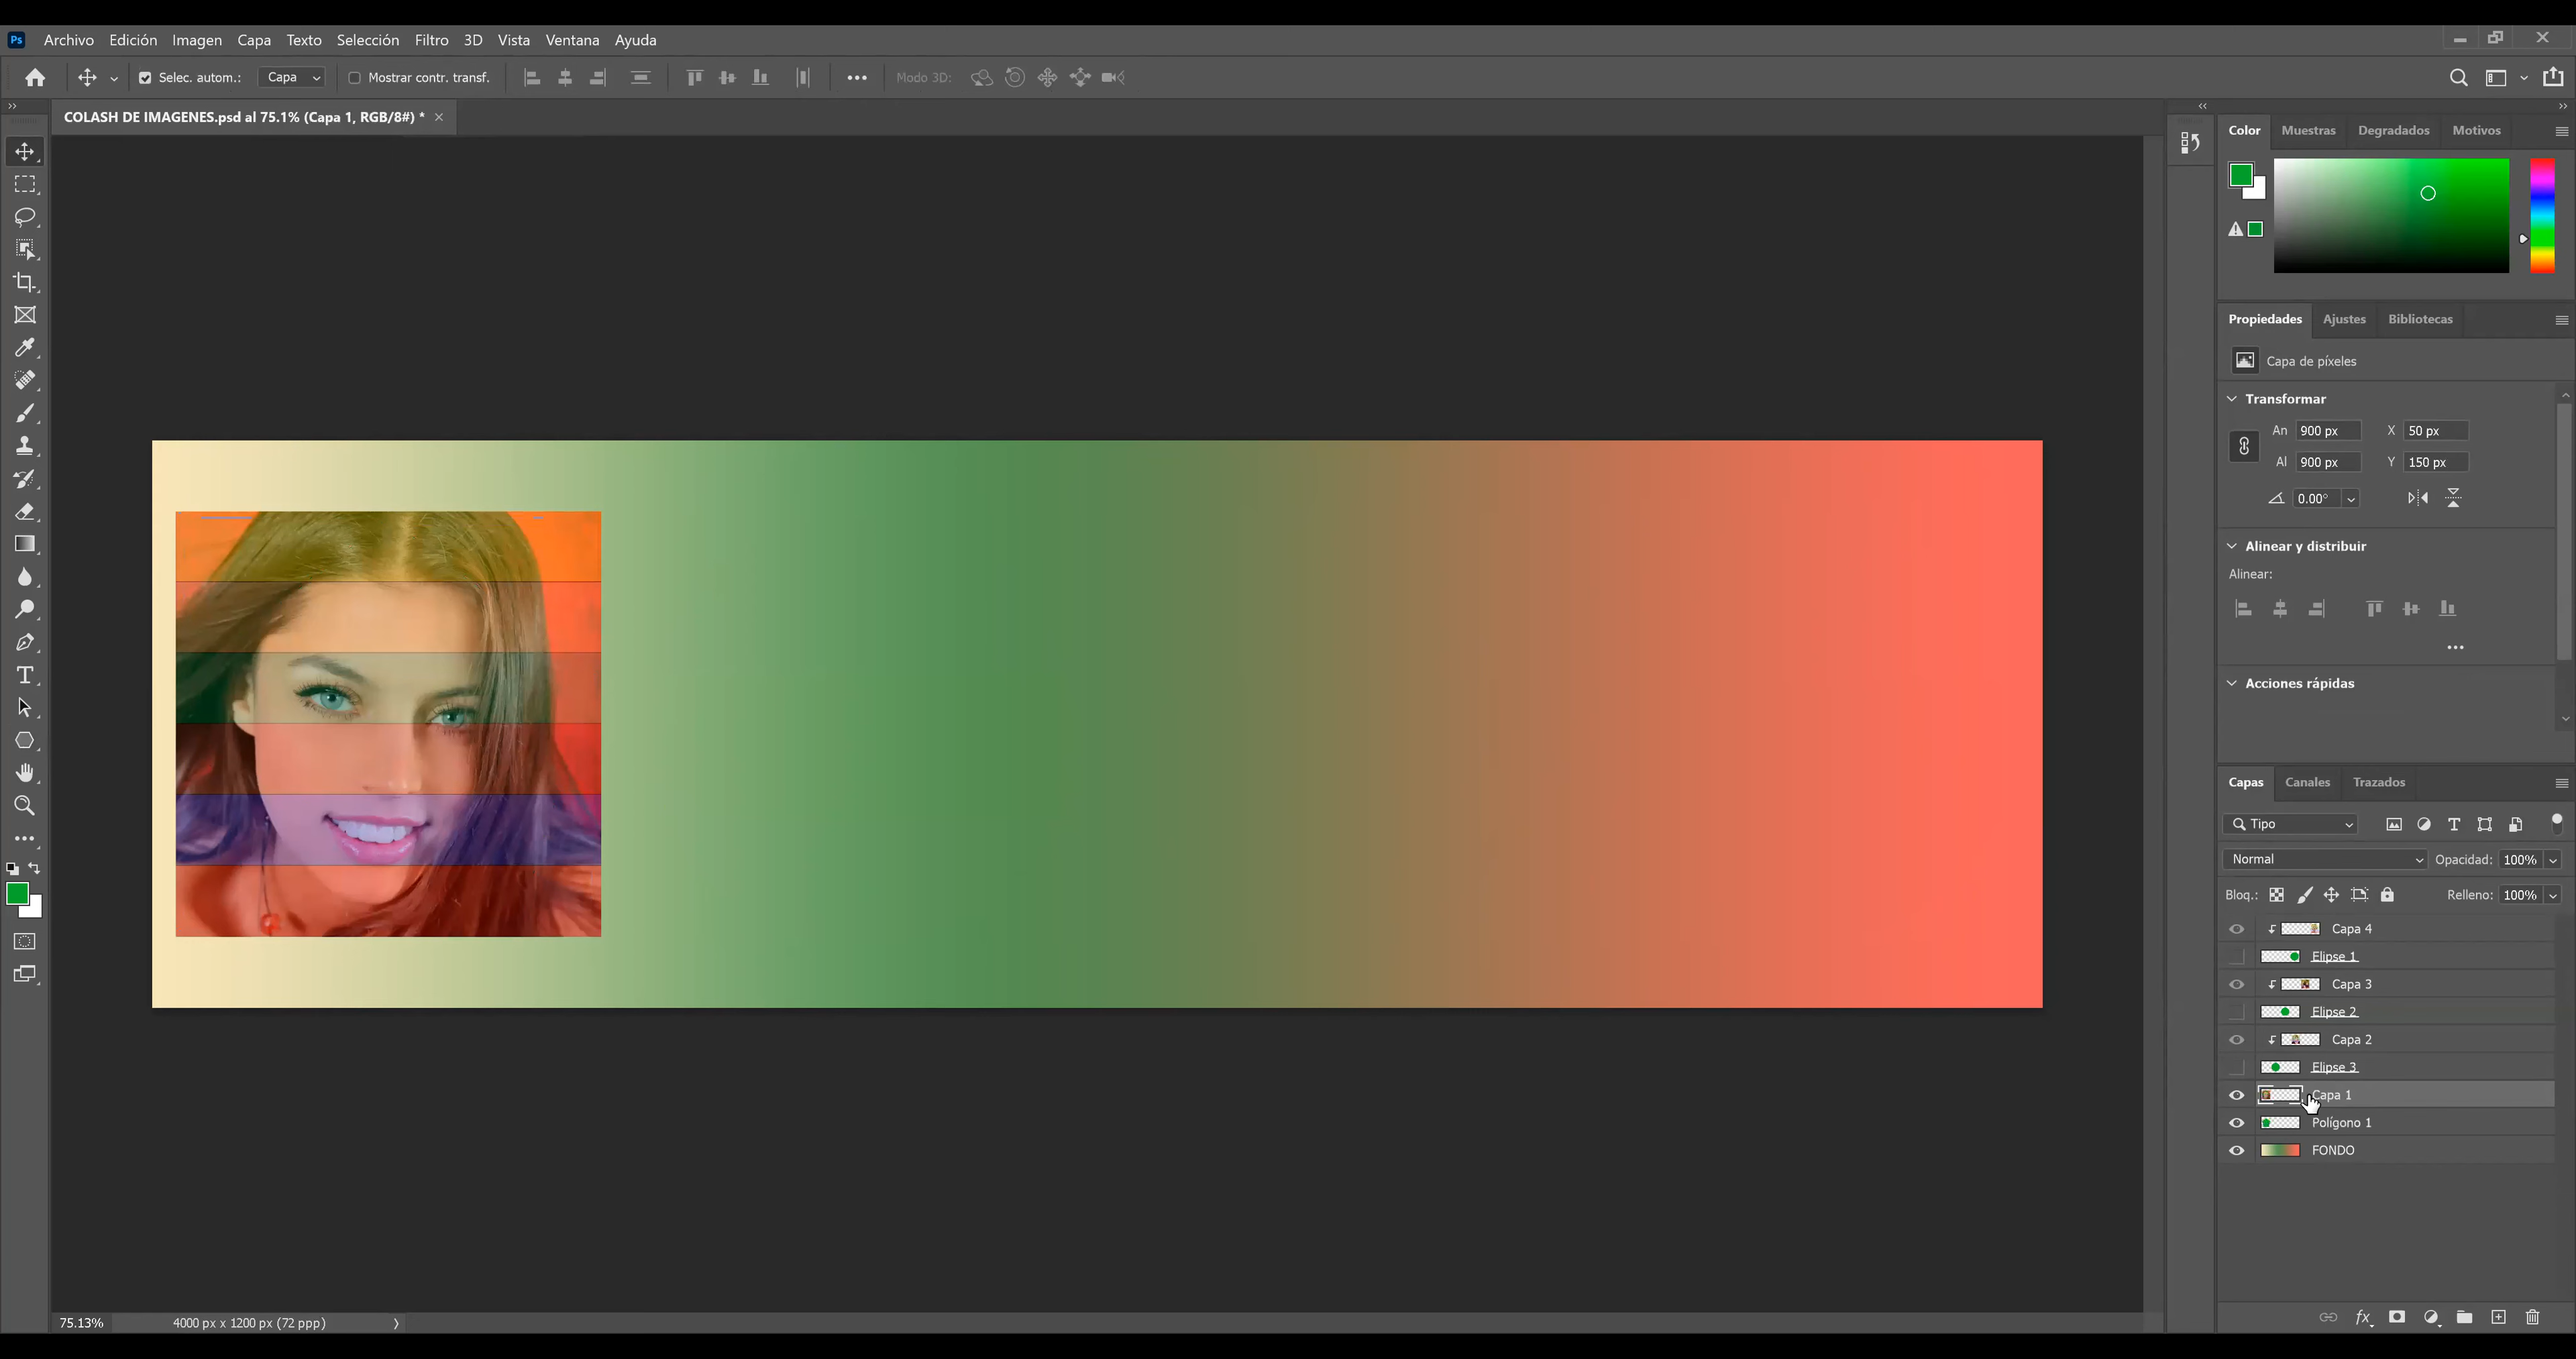 Ps Archivo Edición Imagen Capa Texto Selección Filtro 3D Vista Ventana Ayuda
Selec. autom.: Capa Mostrar contr. transf. Modo 3D:
COLASH DE IMAGENES.psd al 75.1% (Capa 1, RGB/8#) *
Color Muestras Degradados Motivos
Propiedades Ajustes Bibliotecas
Capa de píxeles
Transformar
An 900 px X 50 px
Al 900 px Y 150 px
0.00°
Alinear y distribuir
Alinear:
Acciones rápidas
Capas Canales Trazados
Tipo
Normal Opacidad: 100%
Bloq.: Relleno: 100%
Capa 4
Elipse 1
Capa 3
Elipse 2
Capa 2
Elipse 3
Capa 1
Polígono 1
FONDO
fx
75.13% 4000 px x 1200 px (72 ppp)